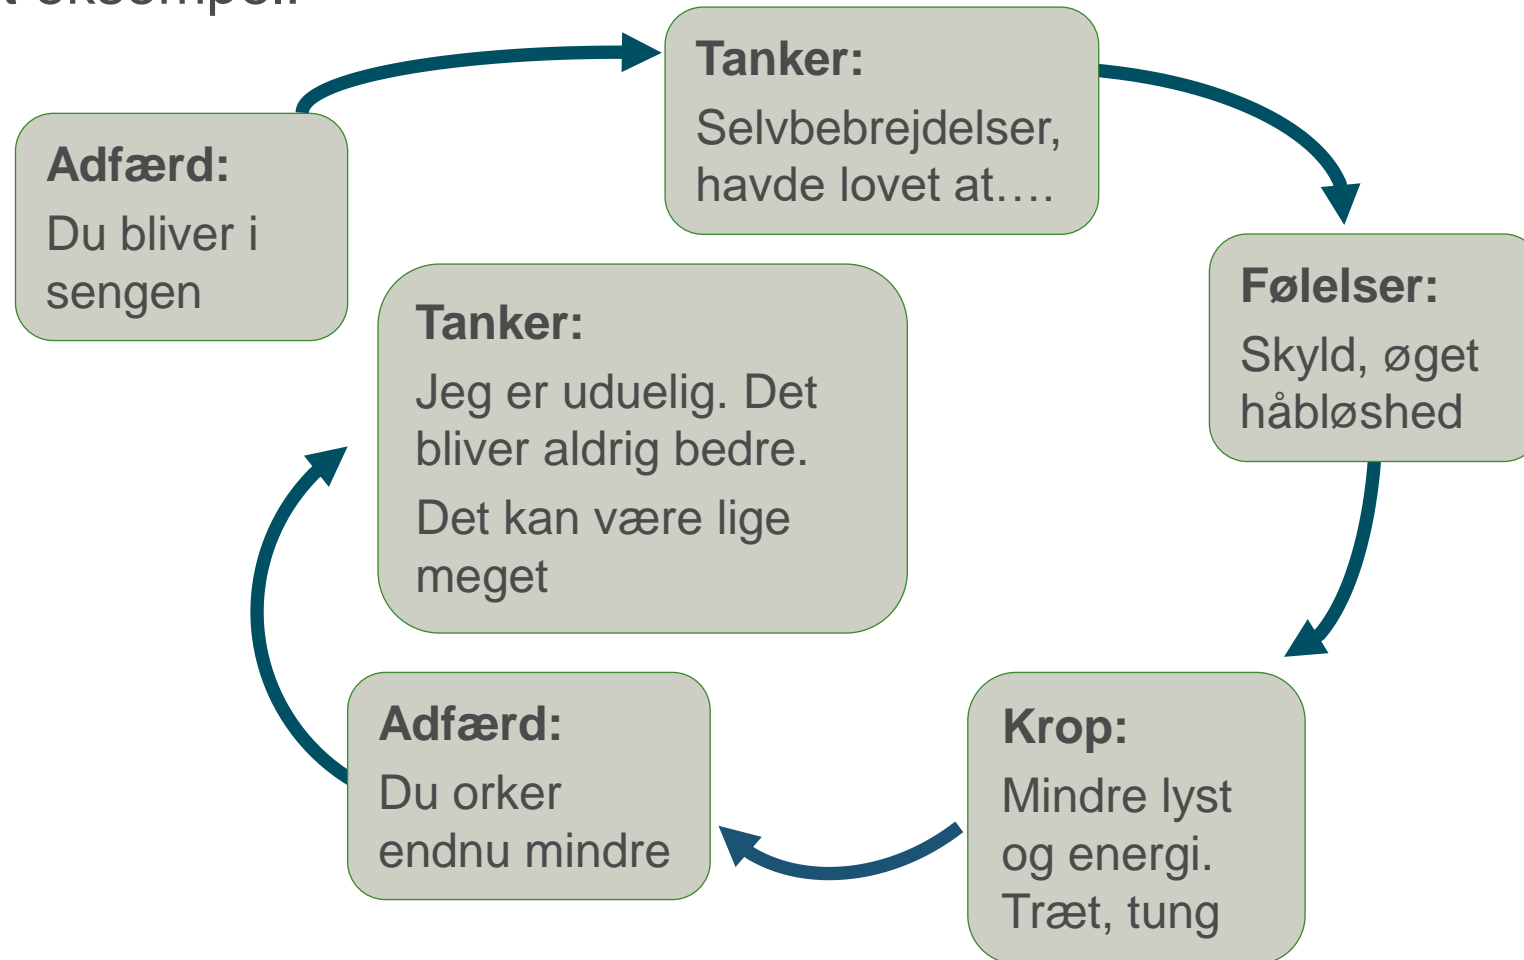 Adfærd:
Du bliver i
sengen
Tanker:
Selvbebrejdelser,
havde lovet at….
Følelser:
Skyld, øget
håbløshed
Krop:
Mindre lyst
og energi.
Træt, tung
Adfærd:
Du orker
endnu mindre
Tanker:
Jeg er uduelig. Det
bliver aldrig bedre.
Det kan være lige
meget